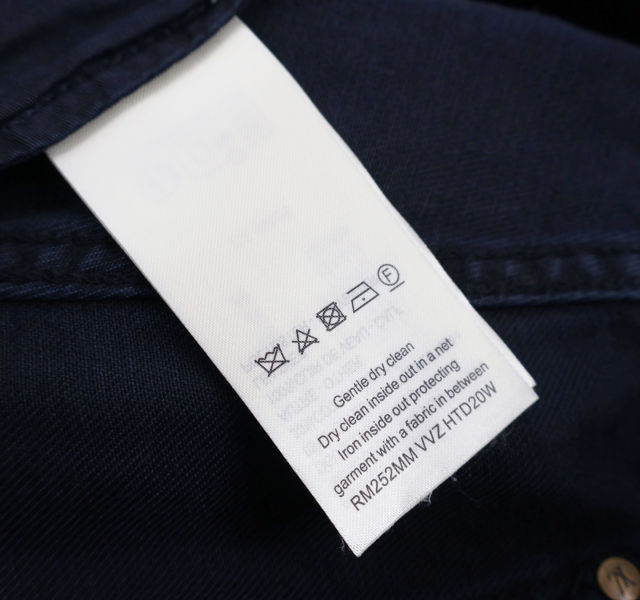 F
Gentle dry clean
Dry clean inside out in a net
Iron inside out protecting
garment with a fabric in between
RM252MM VVZ HTD20W